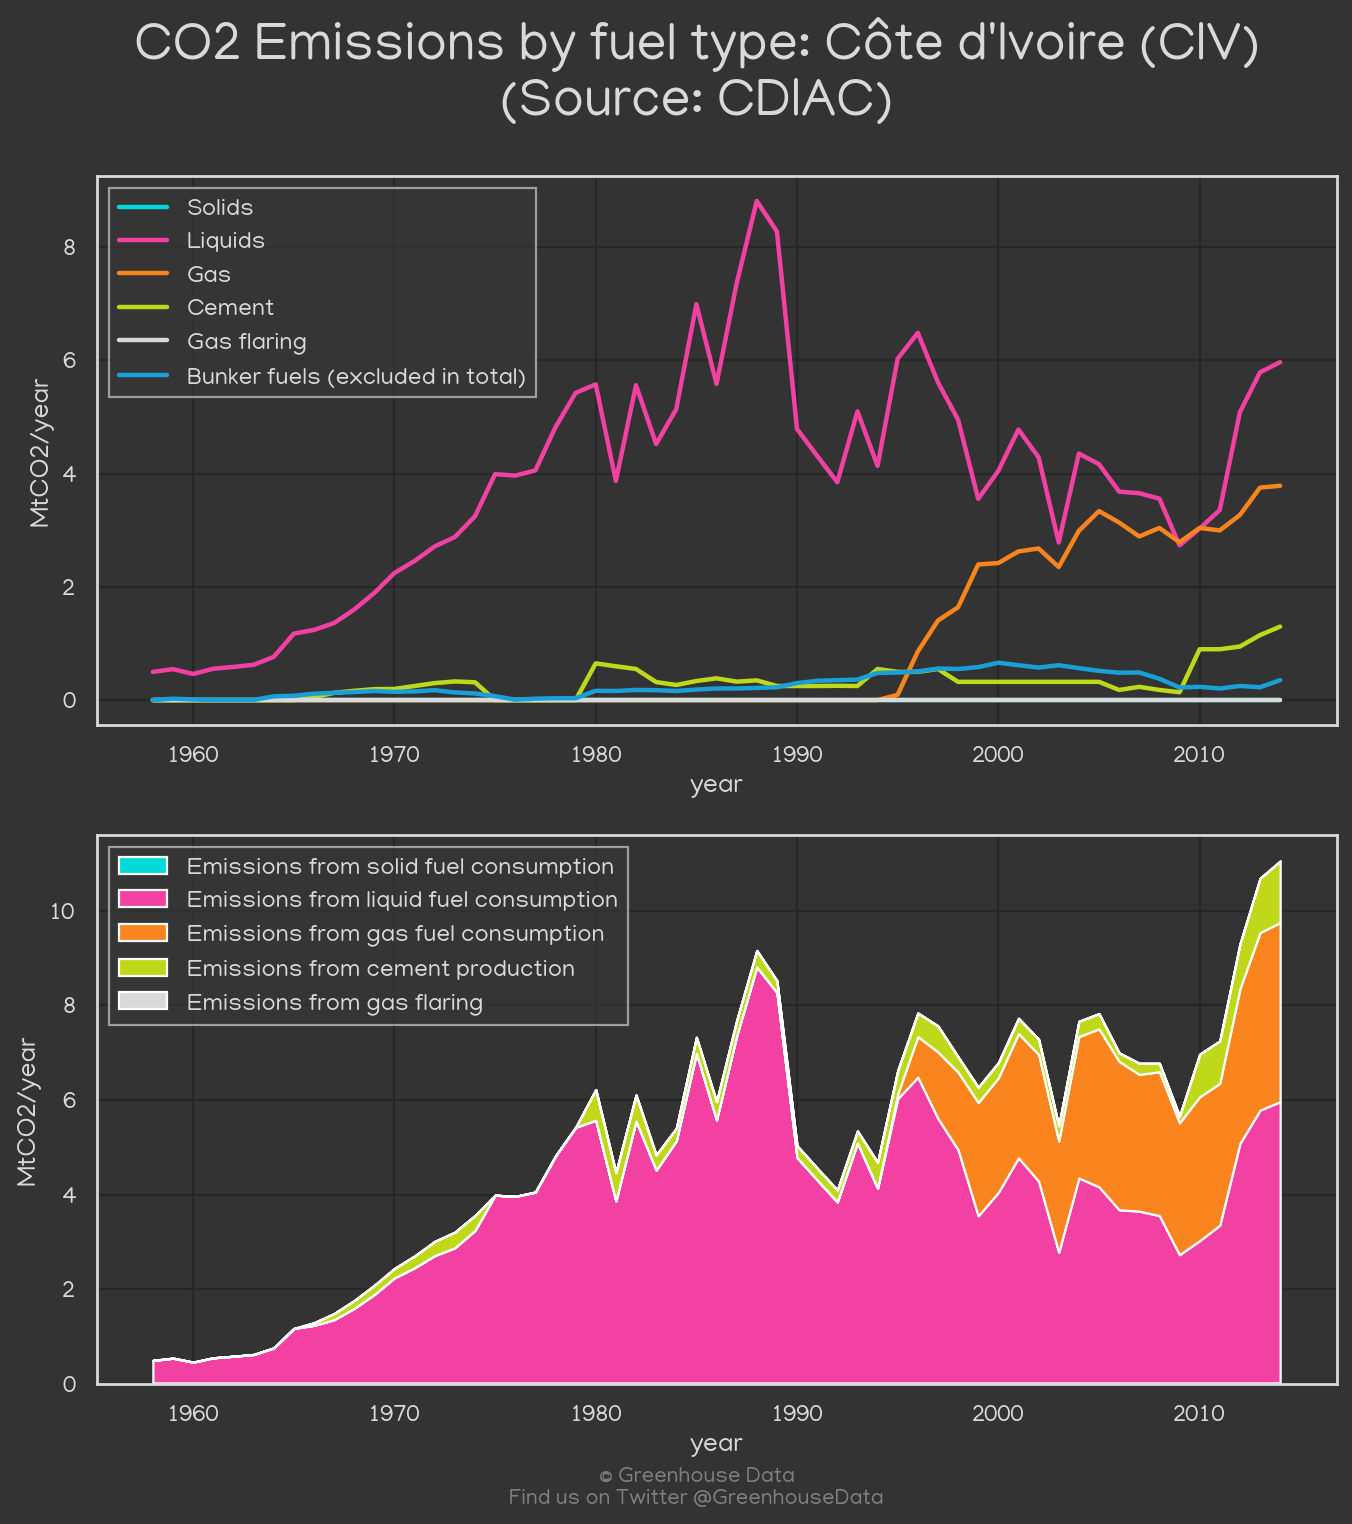 CO2 Emissions by fuel type: Côte d'Ivoire (CIV)
(Source: CDIAC)
Solids
Liquids
Gas
Cement
Gas flaring
Bunker fuels (excluded in total)
MtCO2/year
8
6
4
2
0
1960 1970 1980 1990 2000 2010
year
Emissions from solid fuel consumption
Emissions from liquid fuel consumption
Emissions from gas fuel consumption
Emissions from cement production
Emissions from gas flaring
MtCO2/year
10
8
6
4
2
0
1960 1970 1980 1990 2000 2010
year
© Greenhouse Data
Find us on Twitter @GreenhouseData